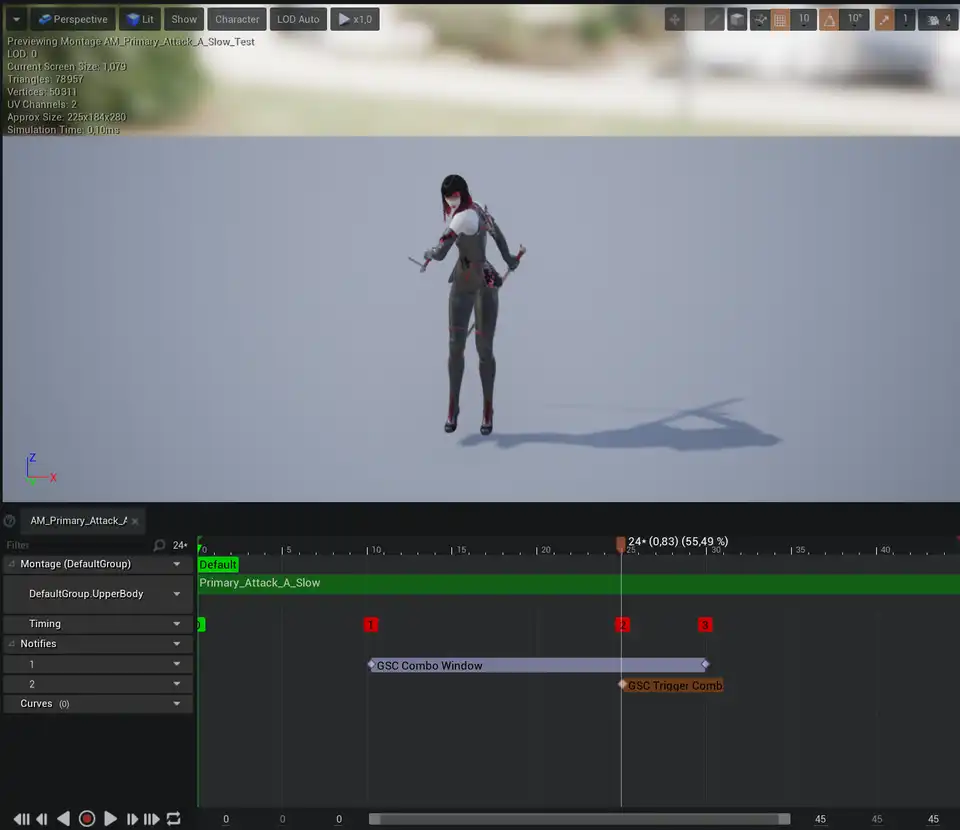 Perspective Lit Show Character LOD Auto x1,0 10 10° 1 4
Previewing Montage AM_Primary_Attack_A_Slow_Test
LOD: 0
Current Screen Size: 1,079
Triangles: 78957
Vertices: 50311
UV Channels: 2
Approx Size: 225x184x280
Simulation Time: 0,10ms
Z
X
AM_Primary_Attack_A
Filter 24* 0 5 10 15 20 25 30 35 40
24* (0,83) (55,49 %)
Montage (DefaultGroup) Default
Primary_Attack_A_Slow
DefaultGroup.UpperBody
Timing 1 2 3
Notifies
1 GSC Combo Window
2 GSC Trigger Comb
Curves (0)
0 0 0 45 45 45